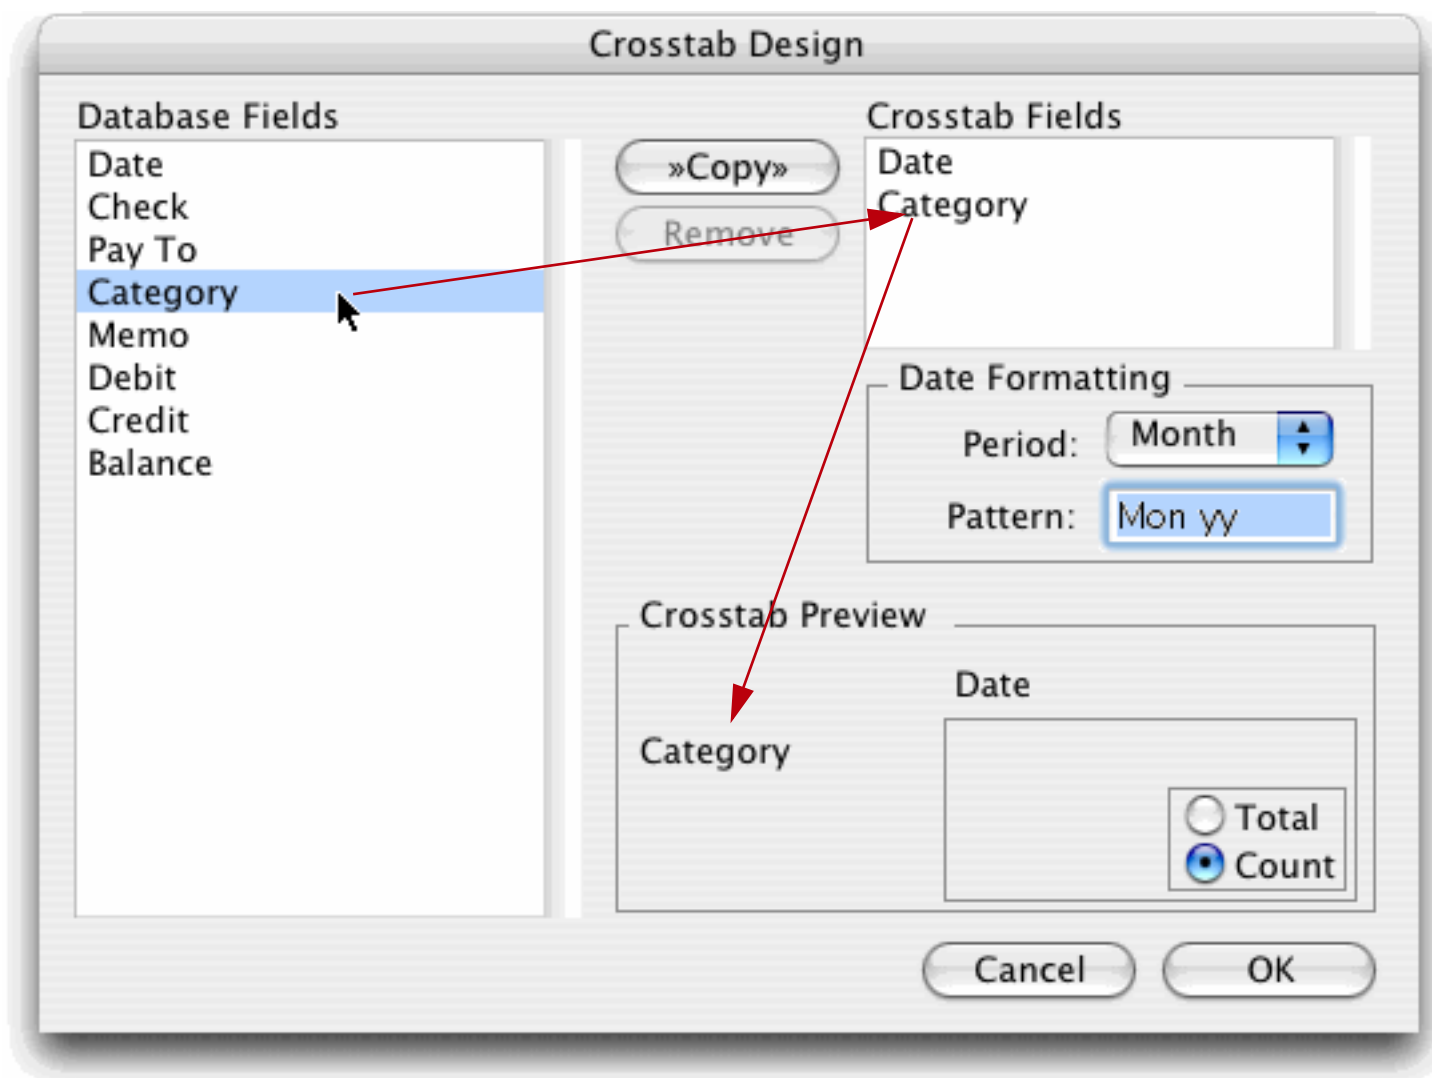 Crosstab Design
Database Fields
Date
Check
Pay To
Category
Memo
Debit
Credit
Balance
»Copy»
Remove
Crosstab Fields
Date
Category
Date Formatting
Period: Month
Pattern: Mon yy
Crosstab Preview
Date
Category
Total
Count
Cancel OK